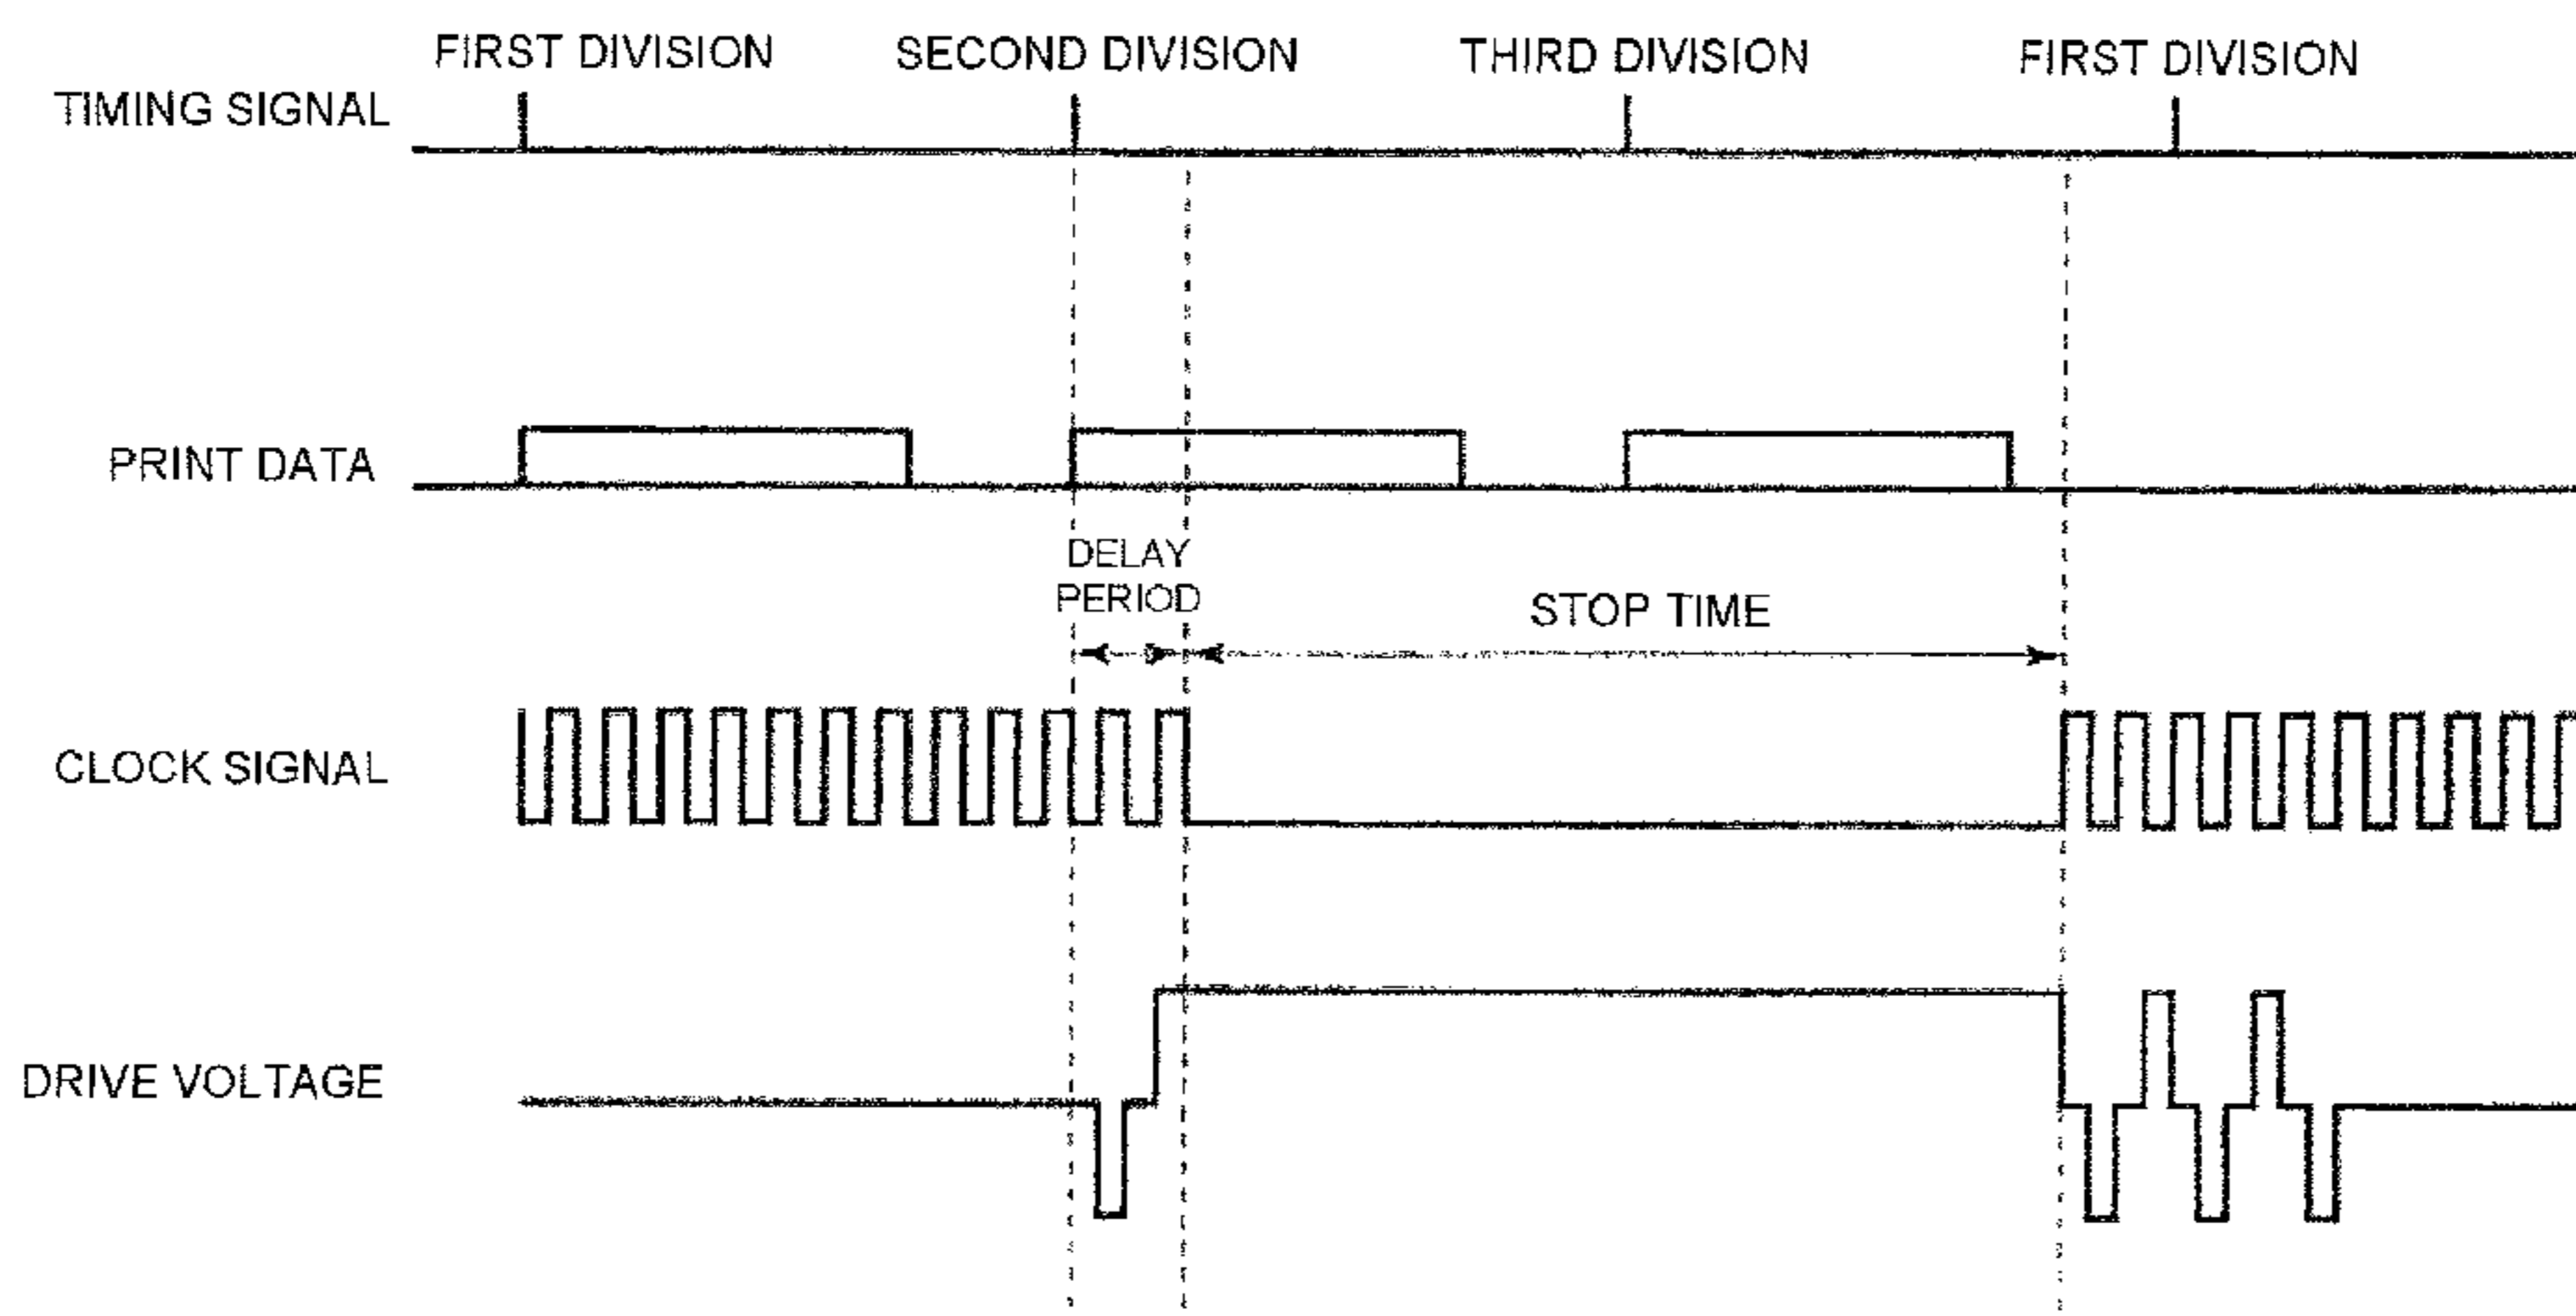 FIRST DIVISION
SECOND DIVISION
THIRD DIVISION
FIRST DIVISION
TIMING SIGNAL
PRINT DATA
DELAY
PERIOD
STOP TIME
CLOCK SIGNAL
DRIVE VOLTAGE